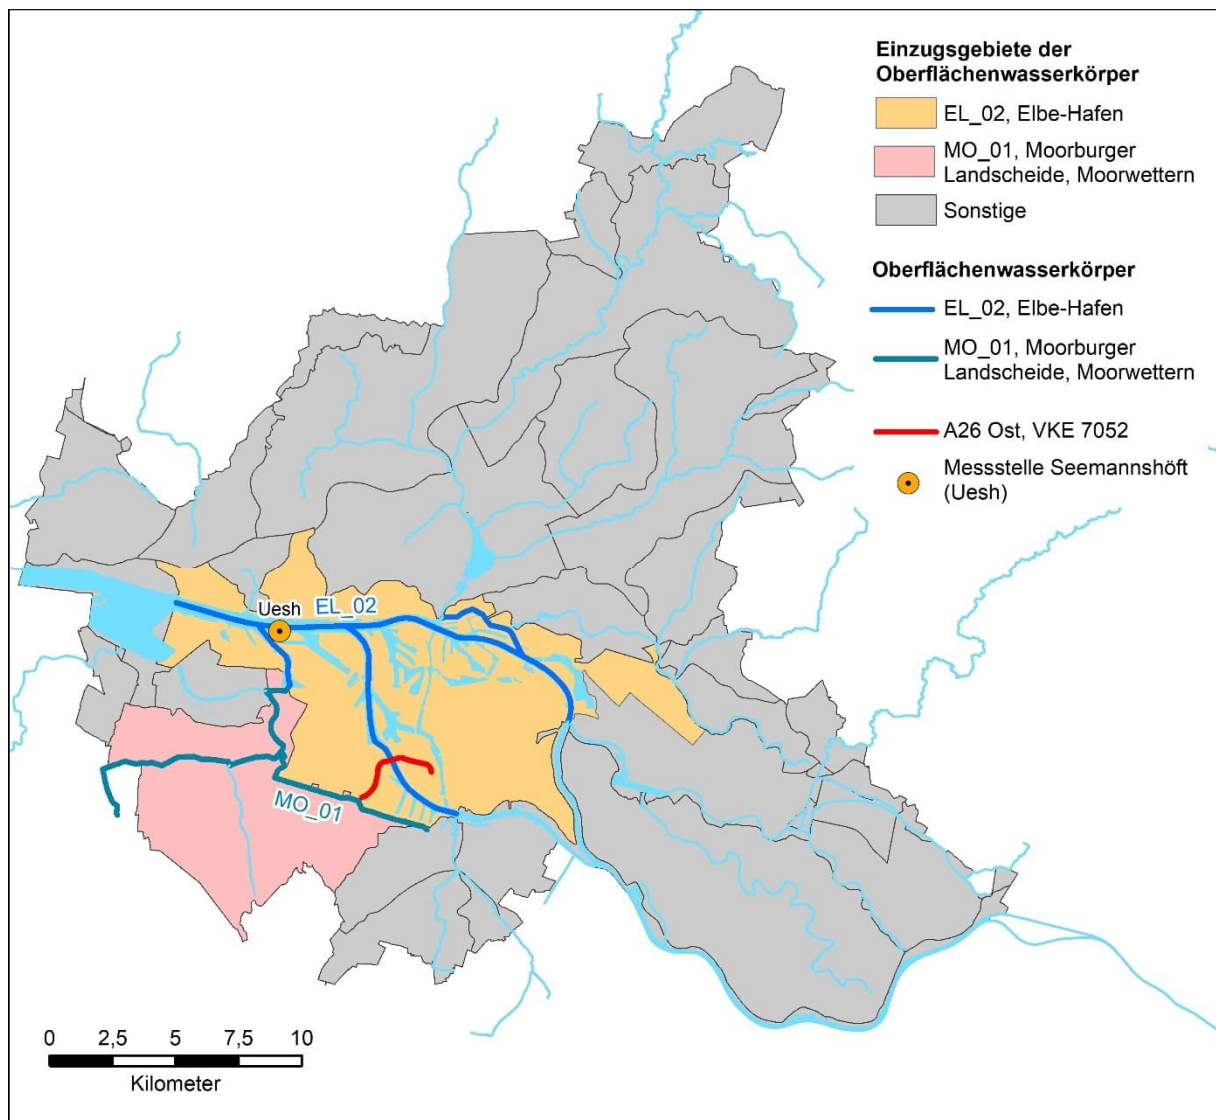 Einzugsgebiete der
Oberflächenwasserkörper
EL_02, Elbe-Hafen
MO_01, Moorburger
Landscheide, Moorwettern
Sonstige
Oberflächenwasserkörper
EL_02, Elbe-Hafen
MO_01, Moorburger
Landscheide, Moorwettern
A26 Ost, VKE 7052
Messstelle Seemannshöft
(Uesh)
Uesh
EL_02
MO_01
0 2,5 5 7,5 10
Kilometer